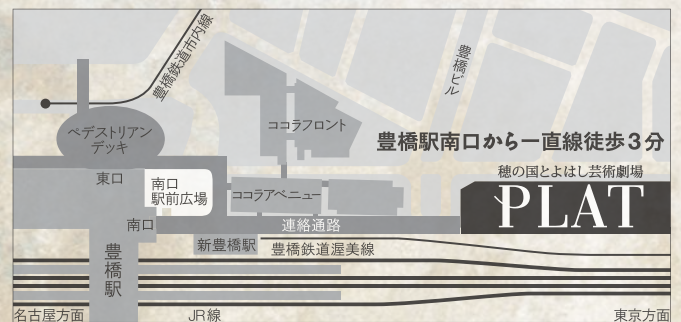 豊橋鉄道市内線
豊橋ビル
ペデストリアン
デッキ
ココラフロント
豊橋駅南口から一直線徒歩3分
穂の国とよはし芸術劇場
PLAT
東口
南口
駅前広場
ココラアベニュー
南口
連絡通路
新豊橋駅
豊橋鉄道渥美線
豊橋駅
名古屋方面
JR線
東京方面